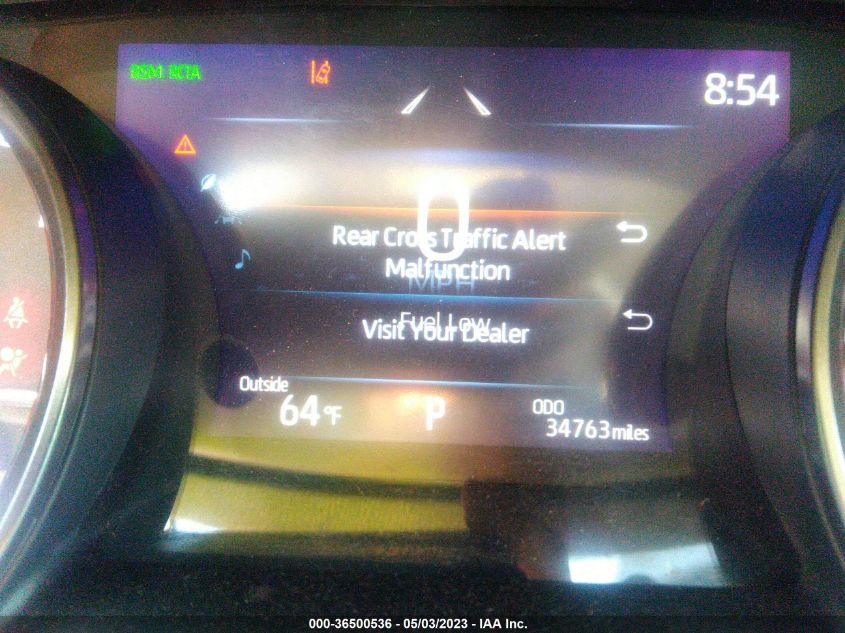 BSM RCTA
8:54
0
Rear Cross Traffic Alert
Malfunction
MPH
Fuel Low
Visit Your Dealer
Outside
64 °F
P
ODO
34763 miles
000-36500536 - 05/03/2023 - IAA Inc.